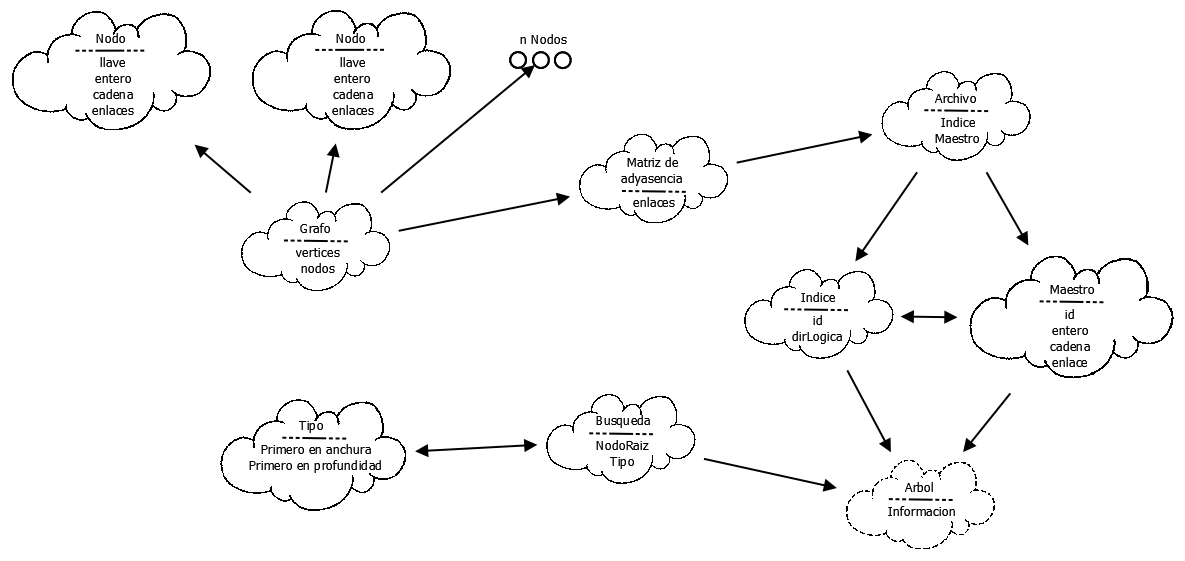 Nodo
llave
entero
cadena
enlaces
Nodo
llave
entero
cadena
enlaces
n Nodos
Archivo
Indice
Maestro
Matriz de
adyasencia
enlaces
Grafo
vertices
nodos
Indice
id
dirLogica
Maestro
id
entero
cadena
enlace
Tipo
Primero en anchura
Primero en profundidad
Busqueda
NodoRaiz
Tipo
Arbol
Informacion